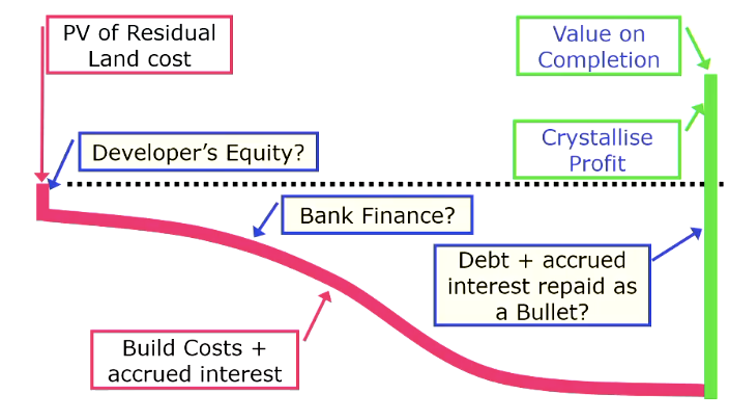 PV of Residual
Land cost
Value on
Completion
Developer's Equity?
Crystallise
Profit
Bank Finance?
Debt + accrued
interest repaid as
a Bullet?
Build Costs +
accrued interest